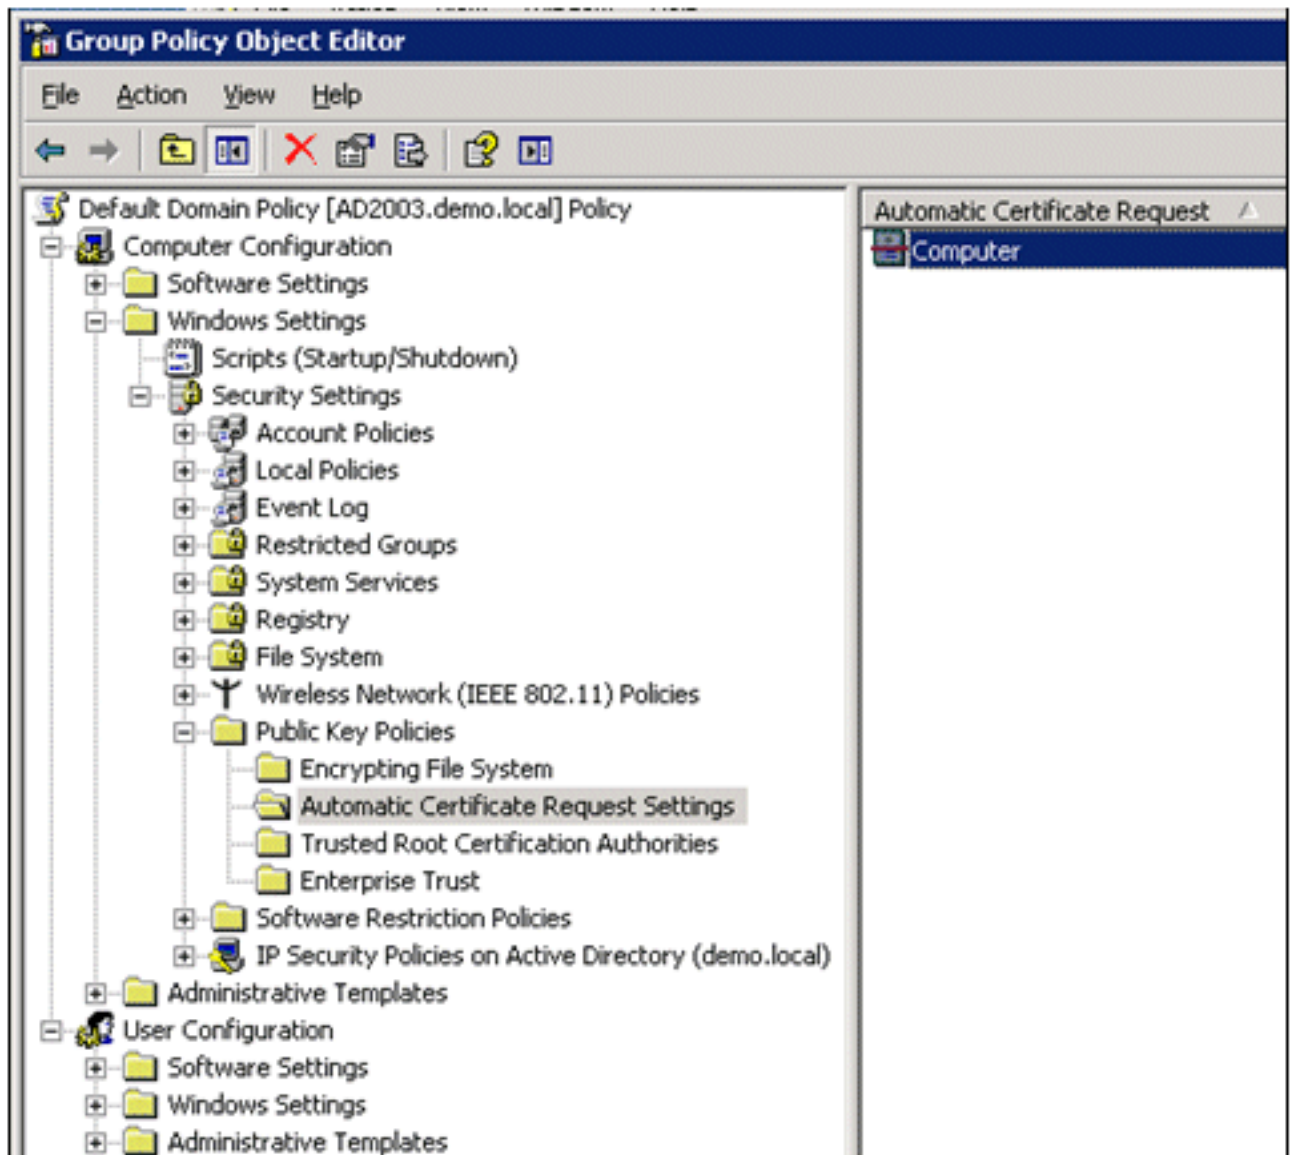 Group Policy Object Editor
File Action View Help
Default Domain Policy [AD2003.demo.local] Policy
Computer Configuration
Software Settings
Windows Settings
Scripts (Startup/Shutdown)
Security Settings
Account Policies
Local Policies
Event Log
Restricted Groups
System Services
Registry
File System
Wireless Network (IEEE 802.11) Policies
Public Key Policies
Encrypting File System
Automatic Certificate Request Settings
Trusted Root Certification Authorities
Enterprise Trust
Software Restriction Policies
IP Security Policies on Active Directory (demo.local)
Administrative Templates
User Configuration
Software Settings
Windows Settings
Administrative Templates
Automatic Certificate Request
Computer